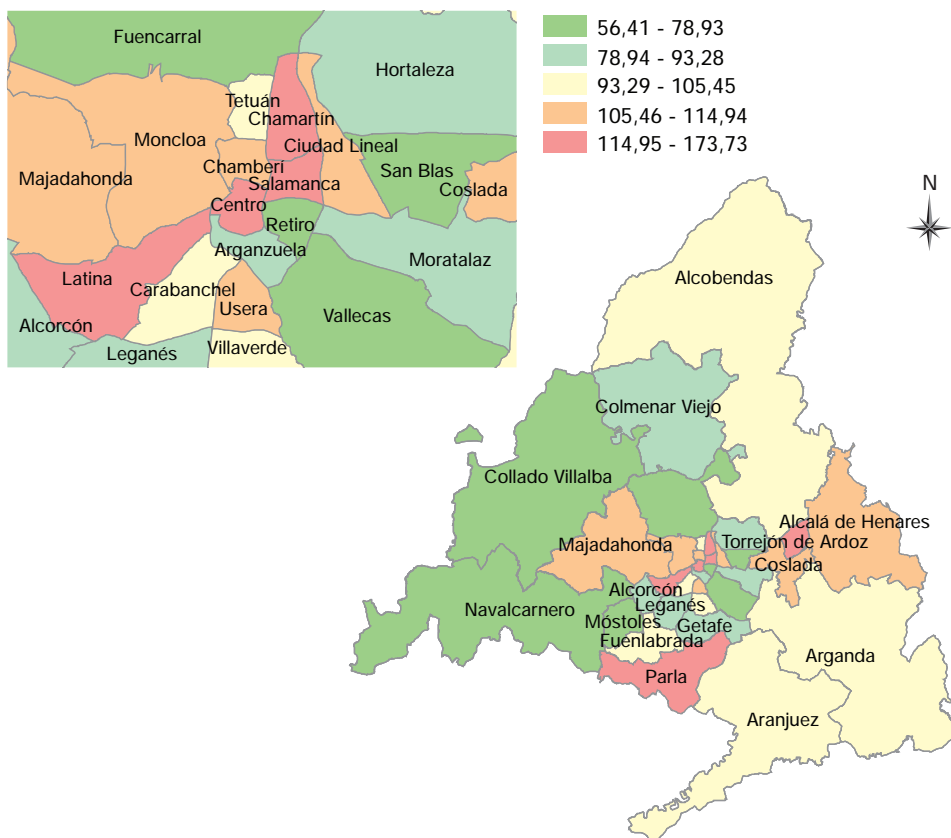 56,41 - 78,93
78,94 - 93,28
93,29 - 105,45
105,46 - 114,94
114,95 - 173,73
Fuencarral
Hortaleza
Tetuán
Chamartín
Moncloa
Ciudad Lineal
Chamberí
San Blas
Majadahonda
Salamanca
Coslada
Centro
Retiro
Arganzuela
Moratalaz
Latina
Carabanchel
Usera
Vallecas
Alcorcón
Leganés
Villaverde
N
Alcobendas
Colmenar Viejo
Collado Villalba
Alcalá de Henares
Torrejón de Ardoz
Majadahonda
Coslada
Alcorcón
Leganés
Navalcarnero
Móstoles
Getafe
Fuenlabrada
Arganda
Parla
Aranjuez